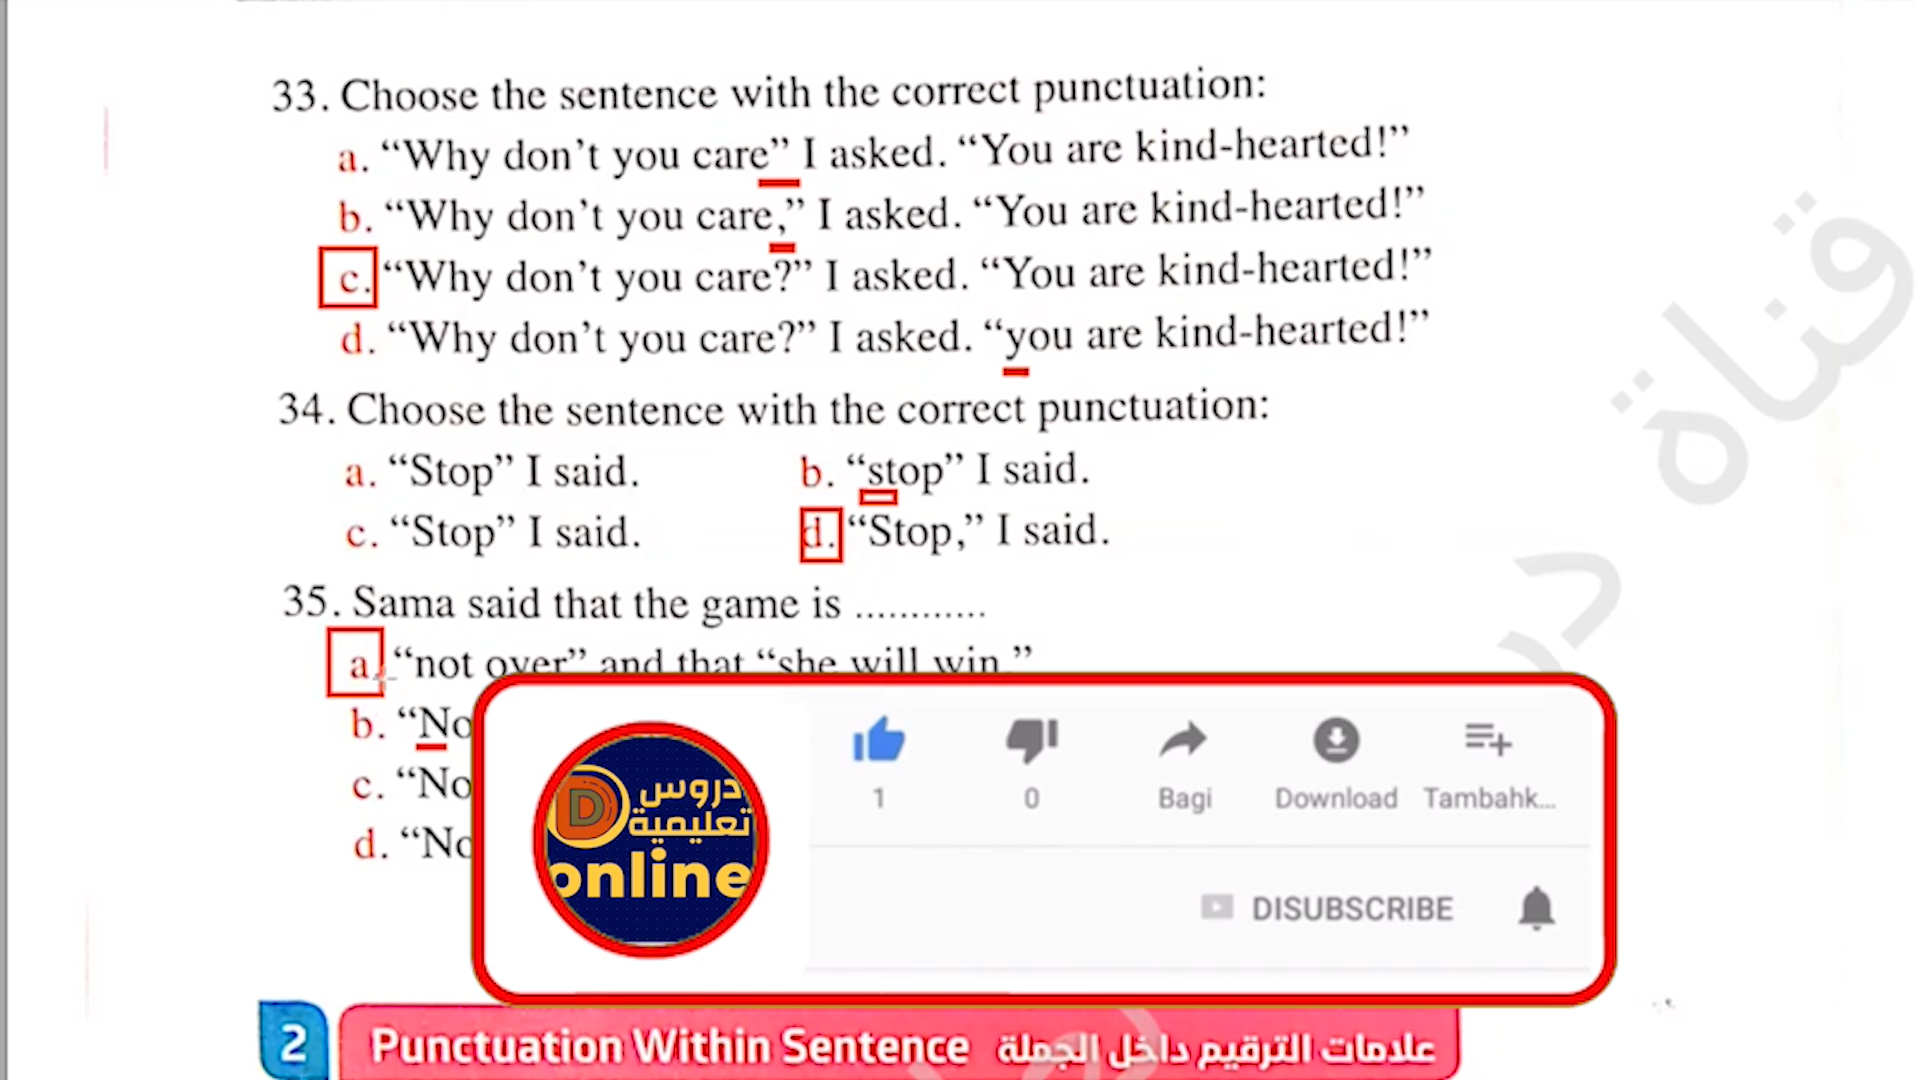 33. Choose the sentence with the correct punctuation:
a. “Why don’t you care” I asked. “You are kind-hearted!”
b. “Why don’t you care,” I asked. “You are kind-hearted!”
c. “Why don’t you care?” I asked. “You are kind-hearted!”
d. “Why don’t you care?” I asked. “you are kind-hearted!”
34. Choose the sentence with the correct punctuation:
a. “Stop” I said. b. “stop” I said.
c. “Stop” I said. d. “Stop,” I said.
35. Sama said that the game is ............
a. “not over” and that “she will win.”
b. “No
c. “No
d. “No
دروس
تعليمية
online
1 0 Bagi Download Tambahk...
DISUBSCRIBE
2 Punctuation Within Sentence علامات الترقيم داخل الجملة
قناة